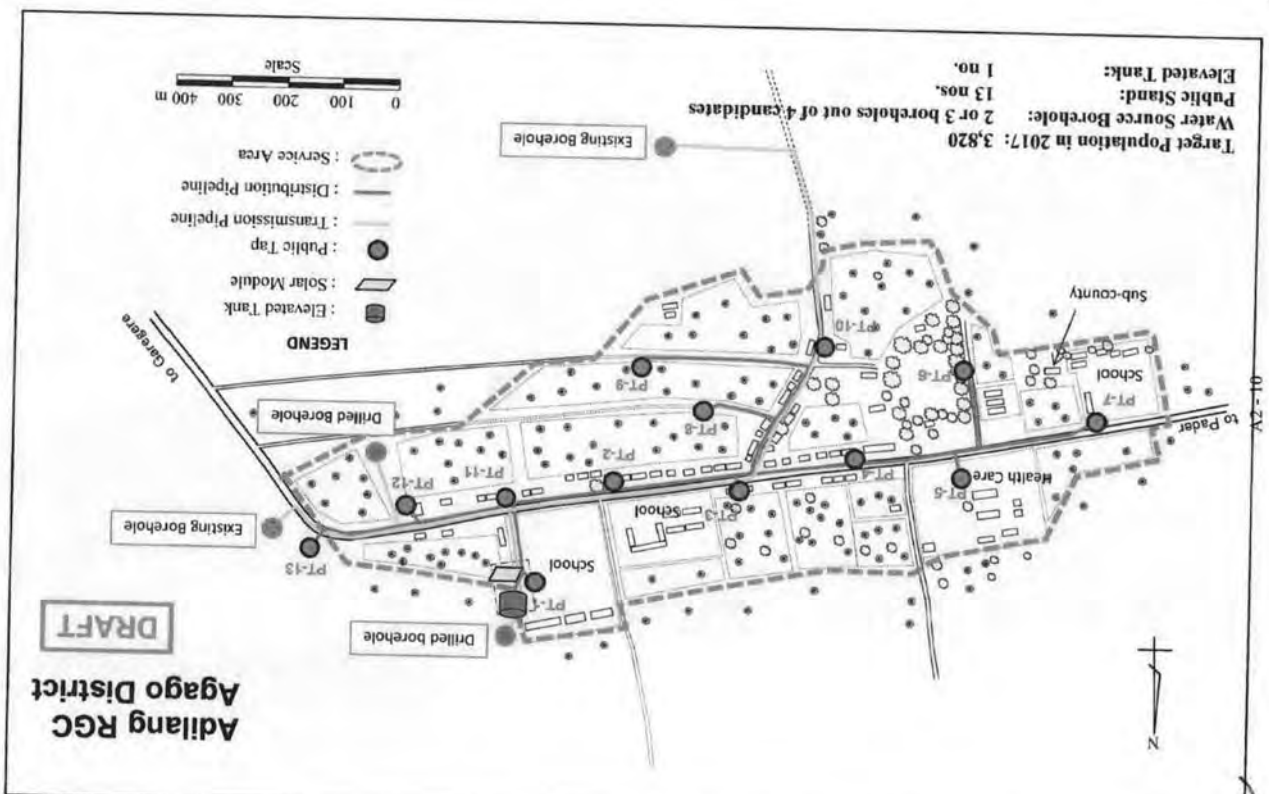 Adilang RGC
Agago District
DRAFT
N
Drilled borehole
PT-1
School
PT-13
Existing Borehole
Health Care
PT-5
PT-3
School
PT-4
PT-2
PT-11
PT-12
Drilled Borehole
to Pader
PT-7
School
Sub-county
PT-6
PT-8
PT-9
PT-10
to Garegere
LEGEND
: Elevated Tank
: Solar Module
: Public Tap
: Transmission Pipeline
: Distribution Pipeline
: Service Area
Existing Borehole
Target Population in 2017: 3,820
Water Source Borehole: 2 or 3 boreholes out of 4 candidates
Public Stand: 13 nos.
Elevated Tank: 1 no.
0 100 200 300 400 m
Scale
A2 - 10